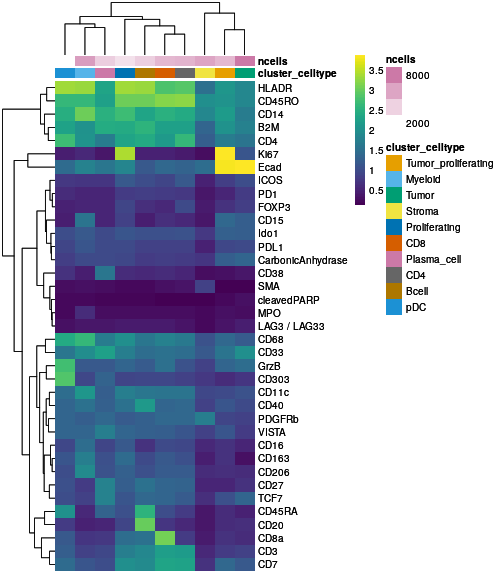 ncells
cluster_celltype
HLADR
CD45RO
CD14
B2M
CD4
Ki67
Ecad
ICOS
PD1
FOXP3
CD15
Ido1
PDL1
CarbonicAnhydrase
CD38
SMA
cleavedPARP
MPO
LAG3 / LAG33
CD68
CD33
GrzB
CD303
CD11c
CD40
PDGFRb
VISTA
CD16
CD163
CD206
CD27
TCF7
CD45RA
CD20
CD8a
CD3
CD7
3.5
3
2.5
2
1.5
1
0.5
ncells
8000
2000
cluster_celltype
Tumor_proliferating
Myeloid
Tumor
Stroma
Proliferating
CD8
Plasma_cell
CD4
Bcell
pDC